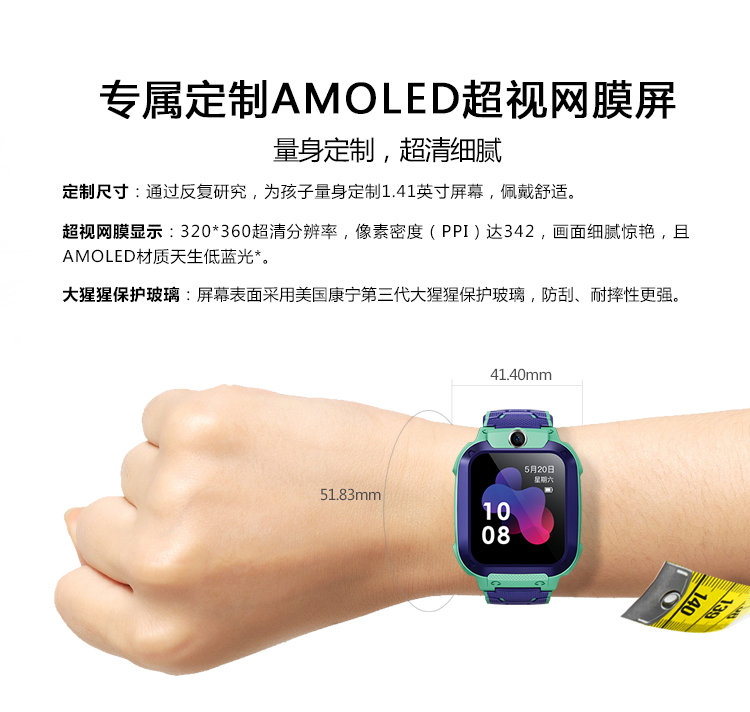 专属定制AMOLED超视网膜屏
量身定制，超清细腻
定制尺寸：通过反复研究，为孩子量身定制1.41英寸屏幕，佩戴舒适。
超视网膜显示：320*360超清分辨率，像素密度（PPI）达342，画面细腻惊艳，且
AMOLED材质天生低蓝光*。
大猩猩保护玻璃：屏幕表面采用美国康宁第三代大猩猩保护玻璃，防刮、耐摔性更强。
41.40mm
51.83mm
5月20日
星期六
10
08
140
139